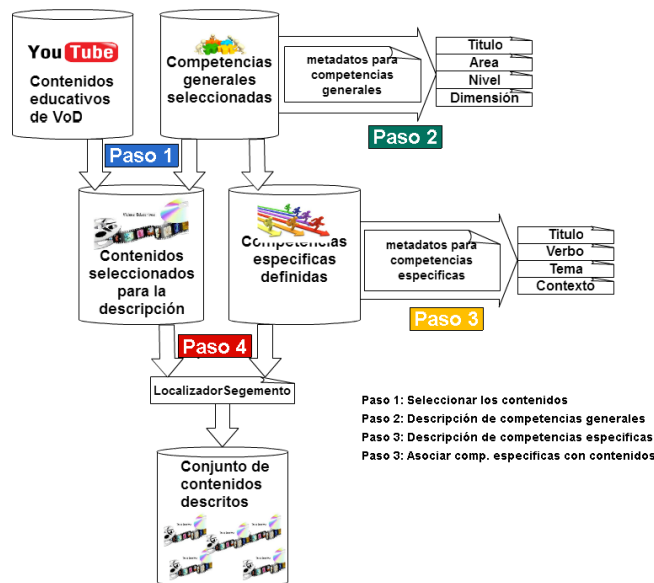 YouTube
Contenidos
educativos
de VoD
Competencias
generales
seleccionadas
metadatos para
competencias
generales
Titulo
Area
Nivel
Dimensión
Paso 1
Paso 2
Contenidos
seleccionados
para la
descripción
Competencias
especificas
definidas
metadatos para
competencias
especificas
Titulo
Verbo
Tema
Contexto
Paso 3
Paso 4
LocalizadorSegemento
Paso 1: Seleccionar los contenidos
Paso 2: Descripción de competencias generales
Paso 3: Descripción de competencias especificas
Paso 3: Asociar comp. especificas con contenidos
Conjunto de
contenidos
descritos